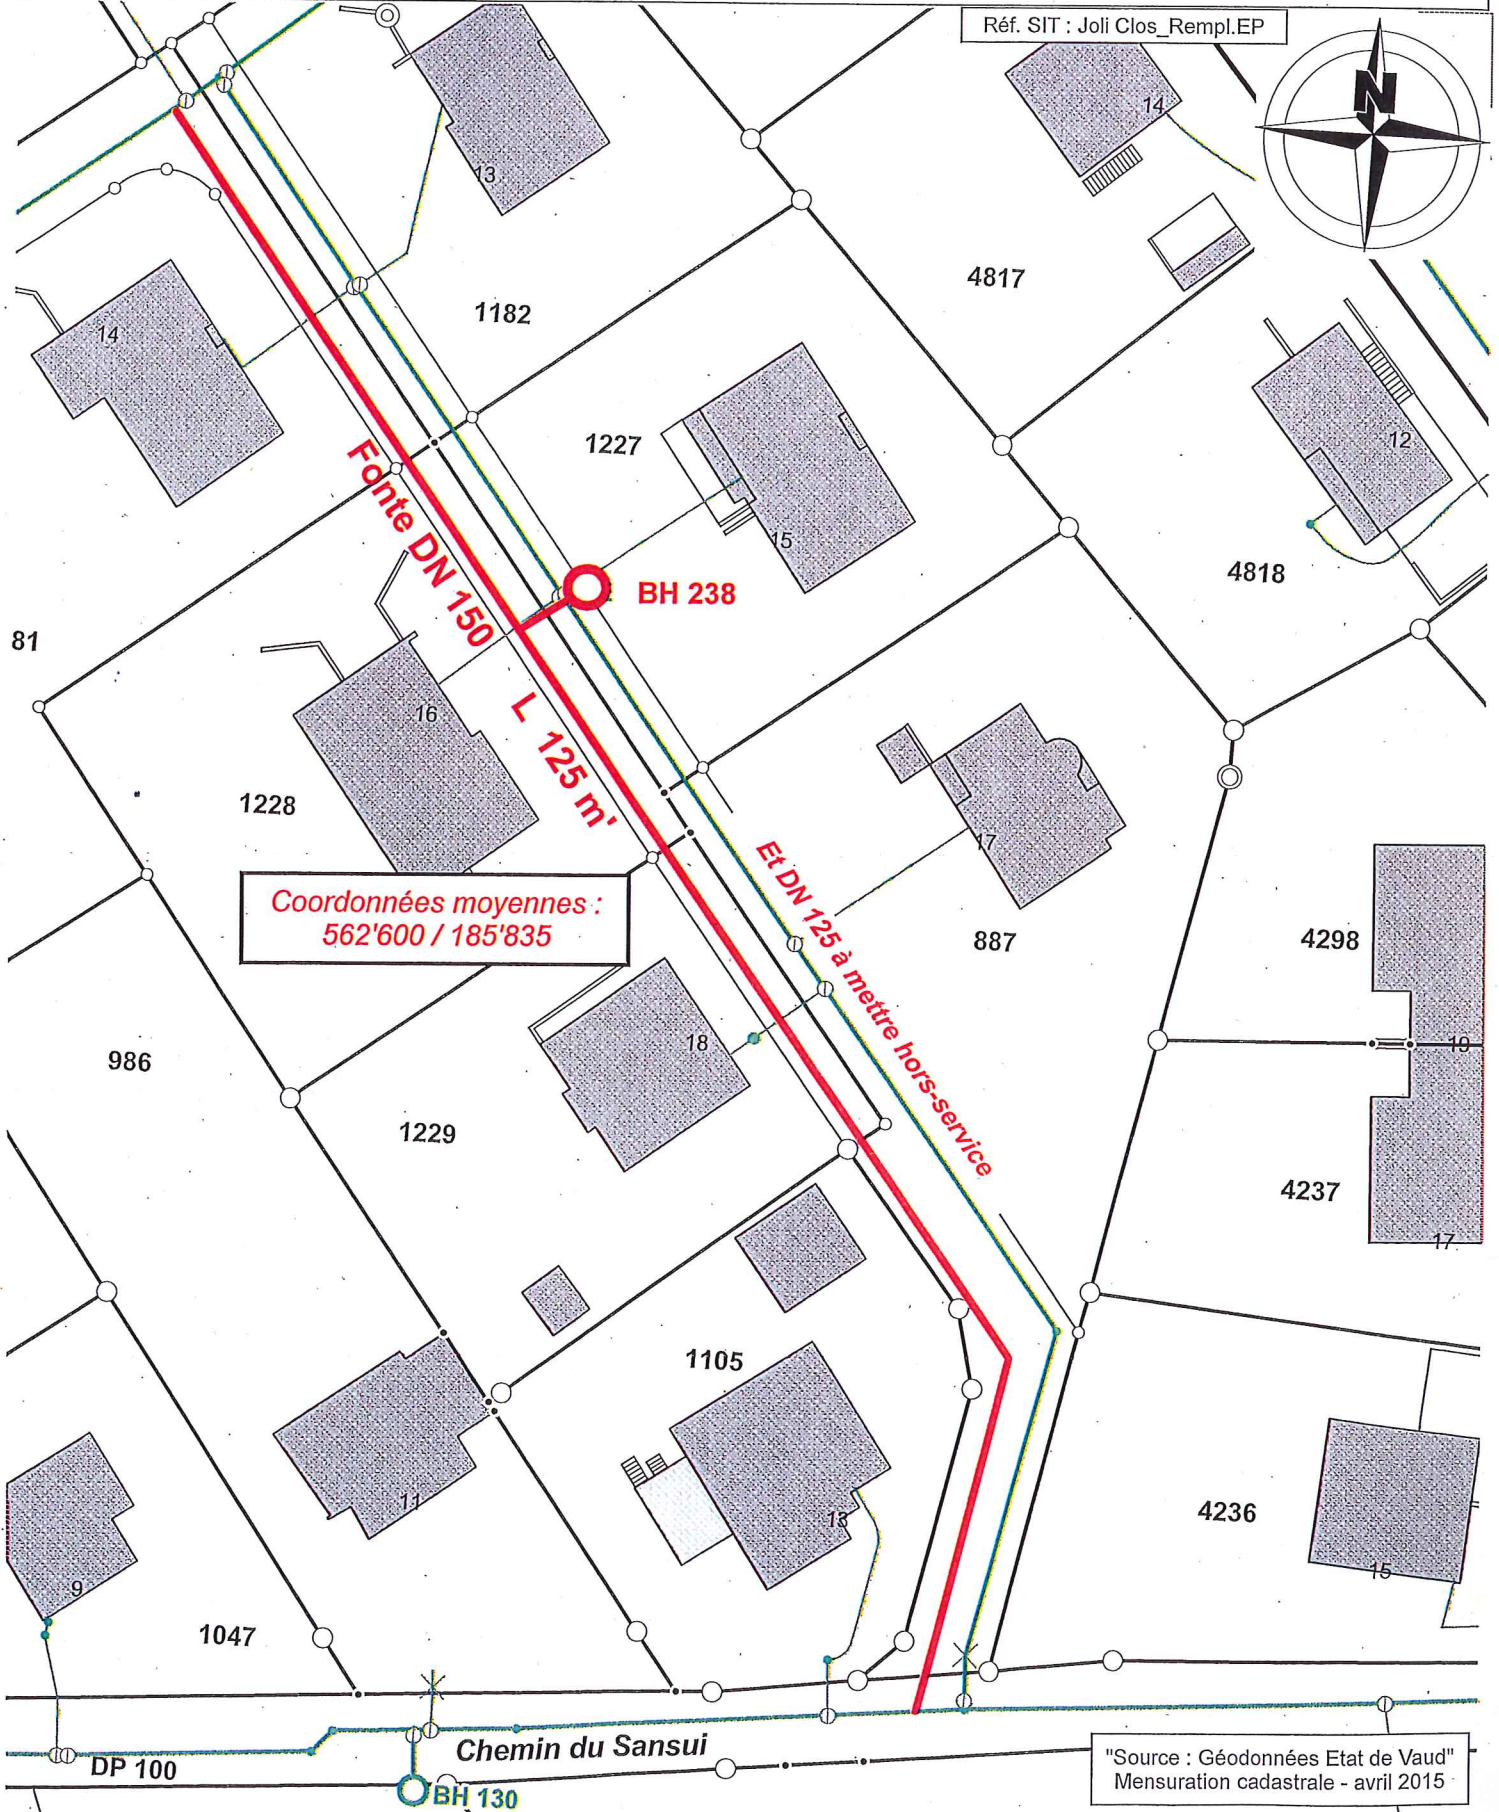 Réf. SIT : Joli Clos_Rempl.EP
N
14
13
4817
1182
14
1227
12
15
Fonte DN 150
4818
BH 238
81
16
L 125 m'
1228
17
Et DN 125 à mettre hors-service
Coordonnées moyennes :
562'600 / 185'835
887
4298
18
19
986
1229
4237
17
1105
11
13
4236
15
9
1047
Chemin du Sansui
DP 100
BH 130
"Source : Géodonnées Etat de Vaud"
Mensuration cadastrale - avril 2015